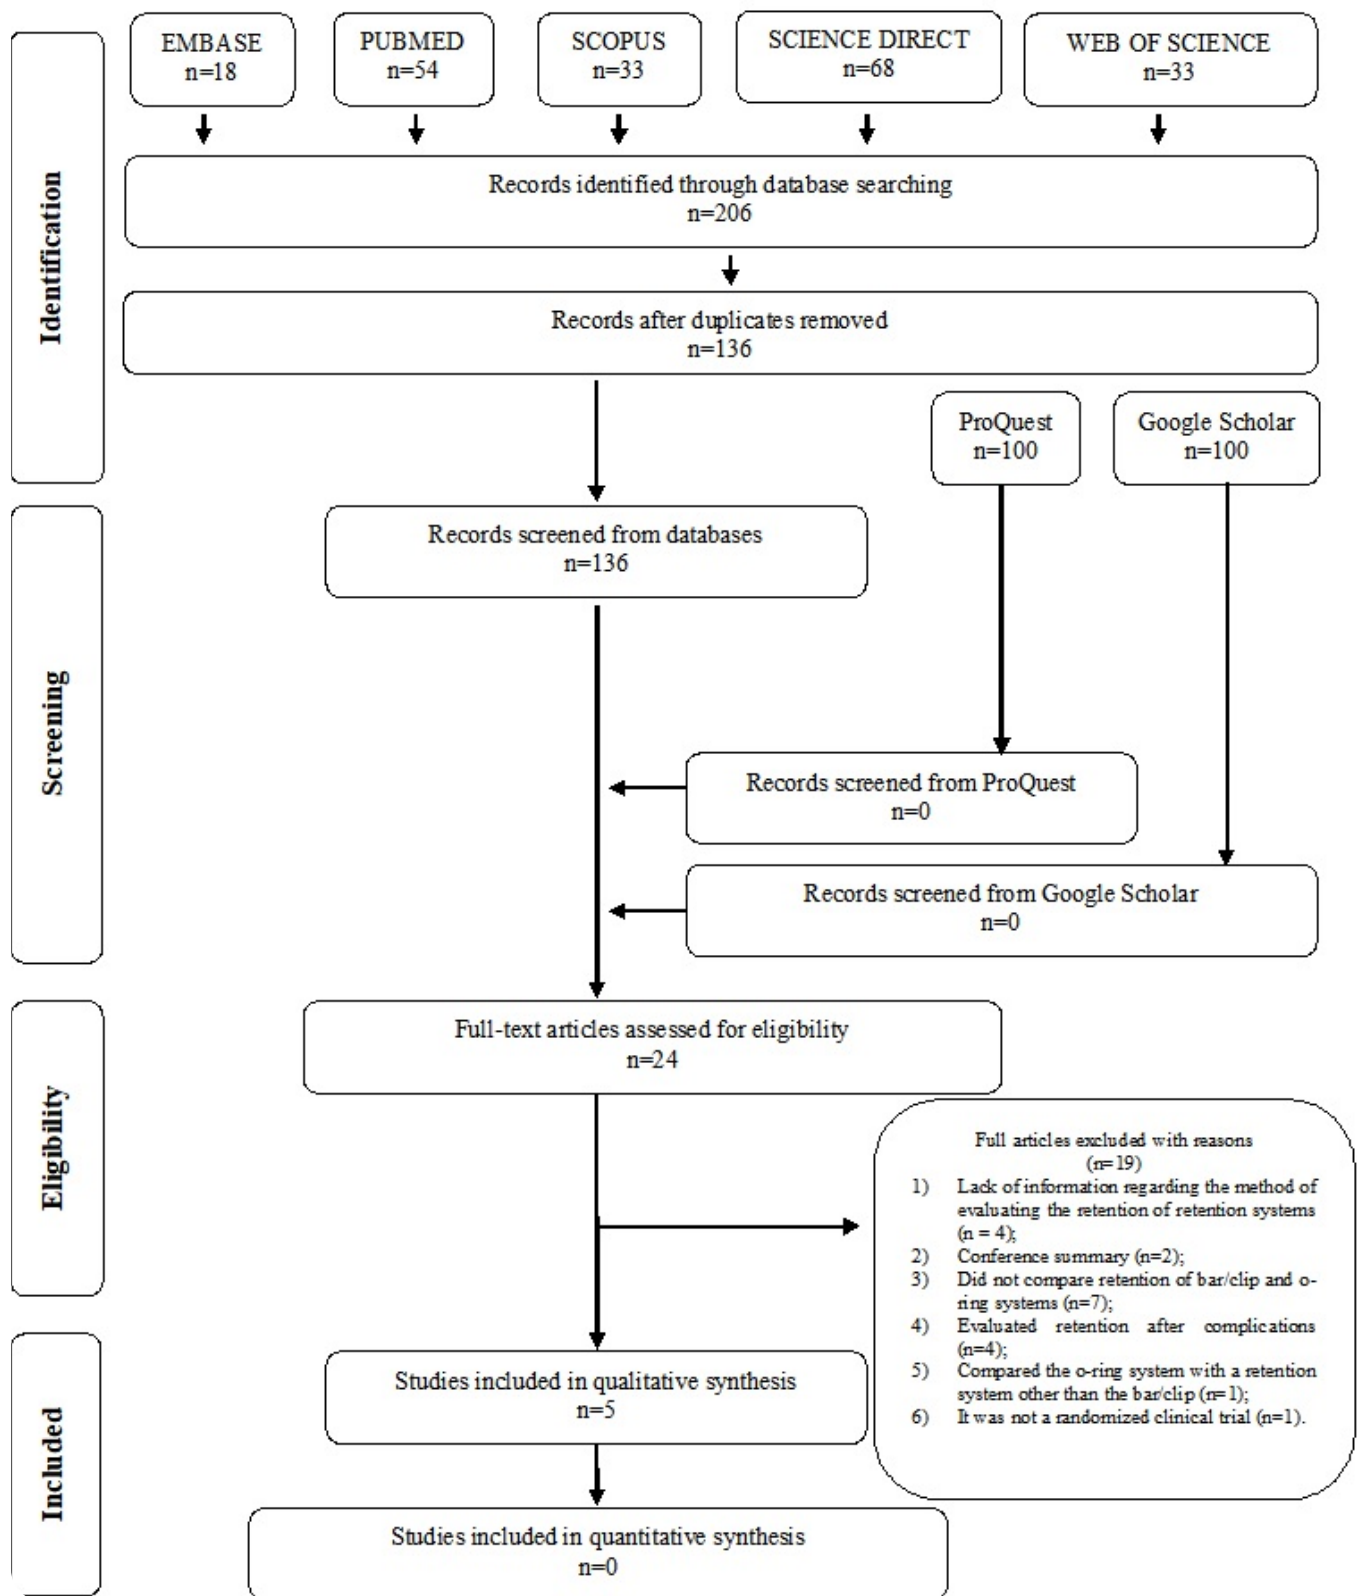 EMBASE
n=18
PUBMED
n=54
SCOPUS
n=33
SCIENCE DIRECT
n=68
WEB OF SCIENCE
n=33
Identification
Records identified through database searching
n=206
Records after duplicates removed
n=136
ProQuest
n=100
Google Scholar
n=100
Screening
Records screened from databases
n=136
Records screened from ProQuest
n=0
Records screened from Google Scholar
n=0
Eligibility
Full-text articles assessed for eligibility
n=24
Full articles excluded with reasons
(n=19)
1) Lack of information regarding the method of
evaluating the retention of retention systems
(n = 4);
2) Conference summary (n=2);
3) Did not compare retention of bar/clip and o-
ring systems (n=7);
4) Evaluated retention after complications
(n=4);
5) Compared the o-ring system with a retention
system other than the bar/clip (n=1);
6) It was not a randomized clinical trial (n=1).
Included
Studies included in qualitative synthesis
n=5
Studies included in quantitative synthesis
n=0